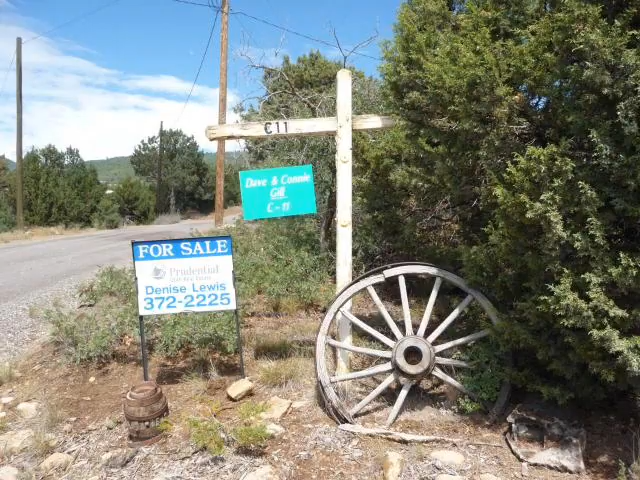 C11
Dave & Connie
Gill
C-11
FOR SALE
Prudential
Denise Lewis
372-2225